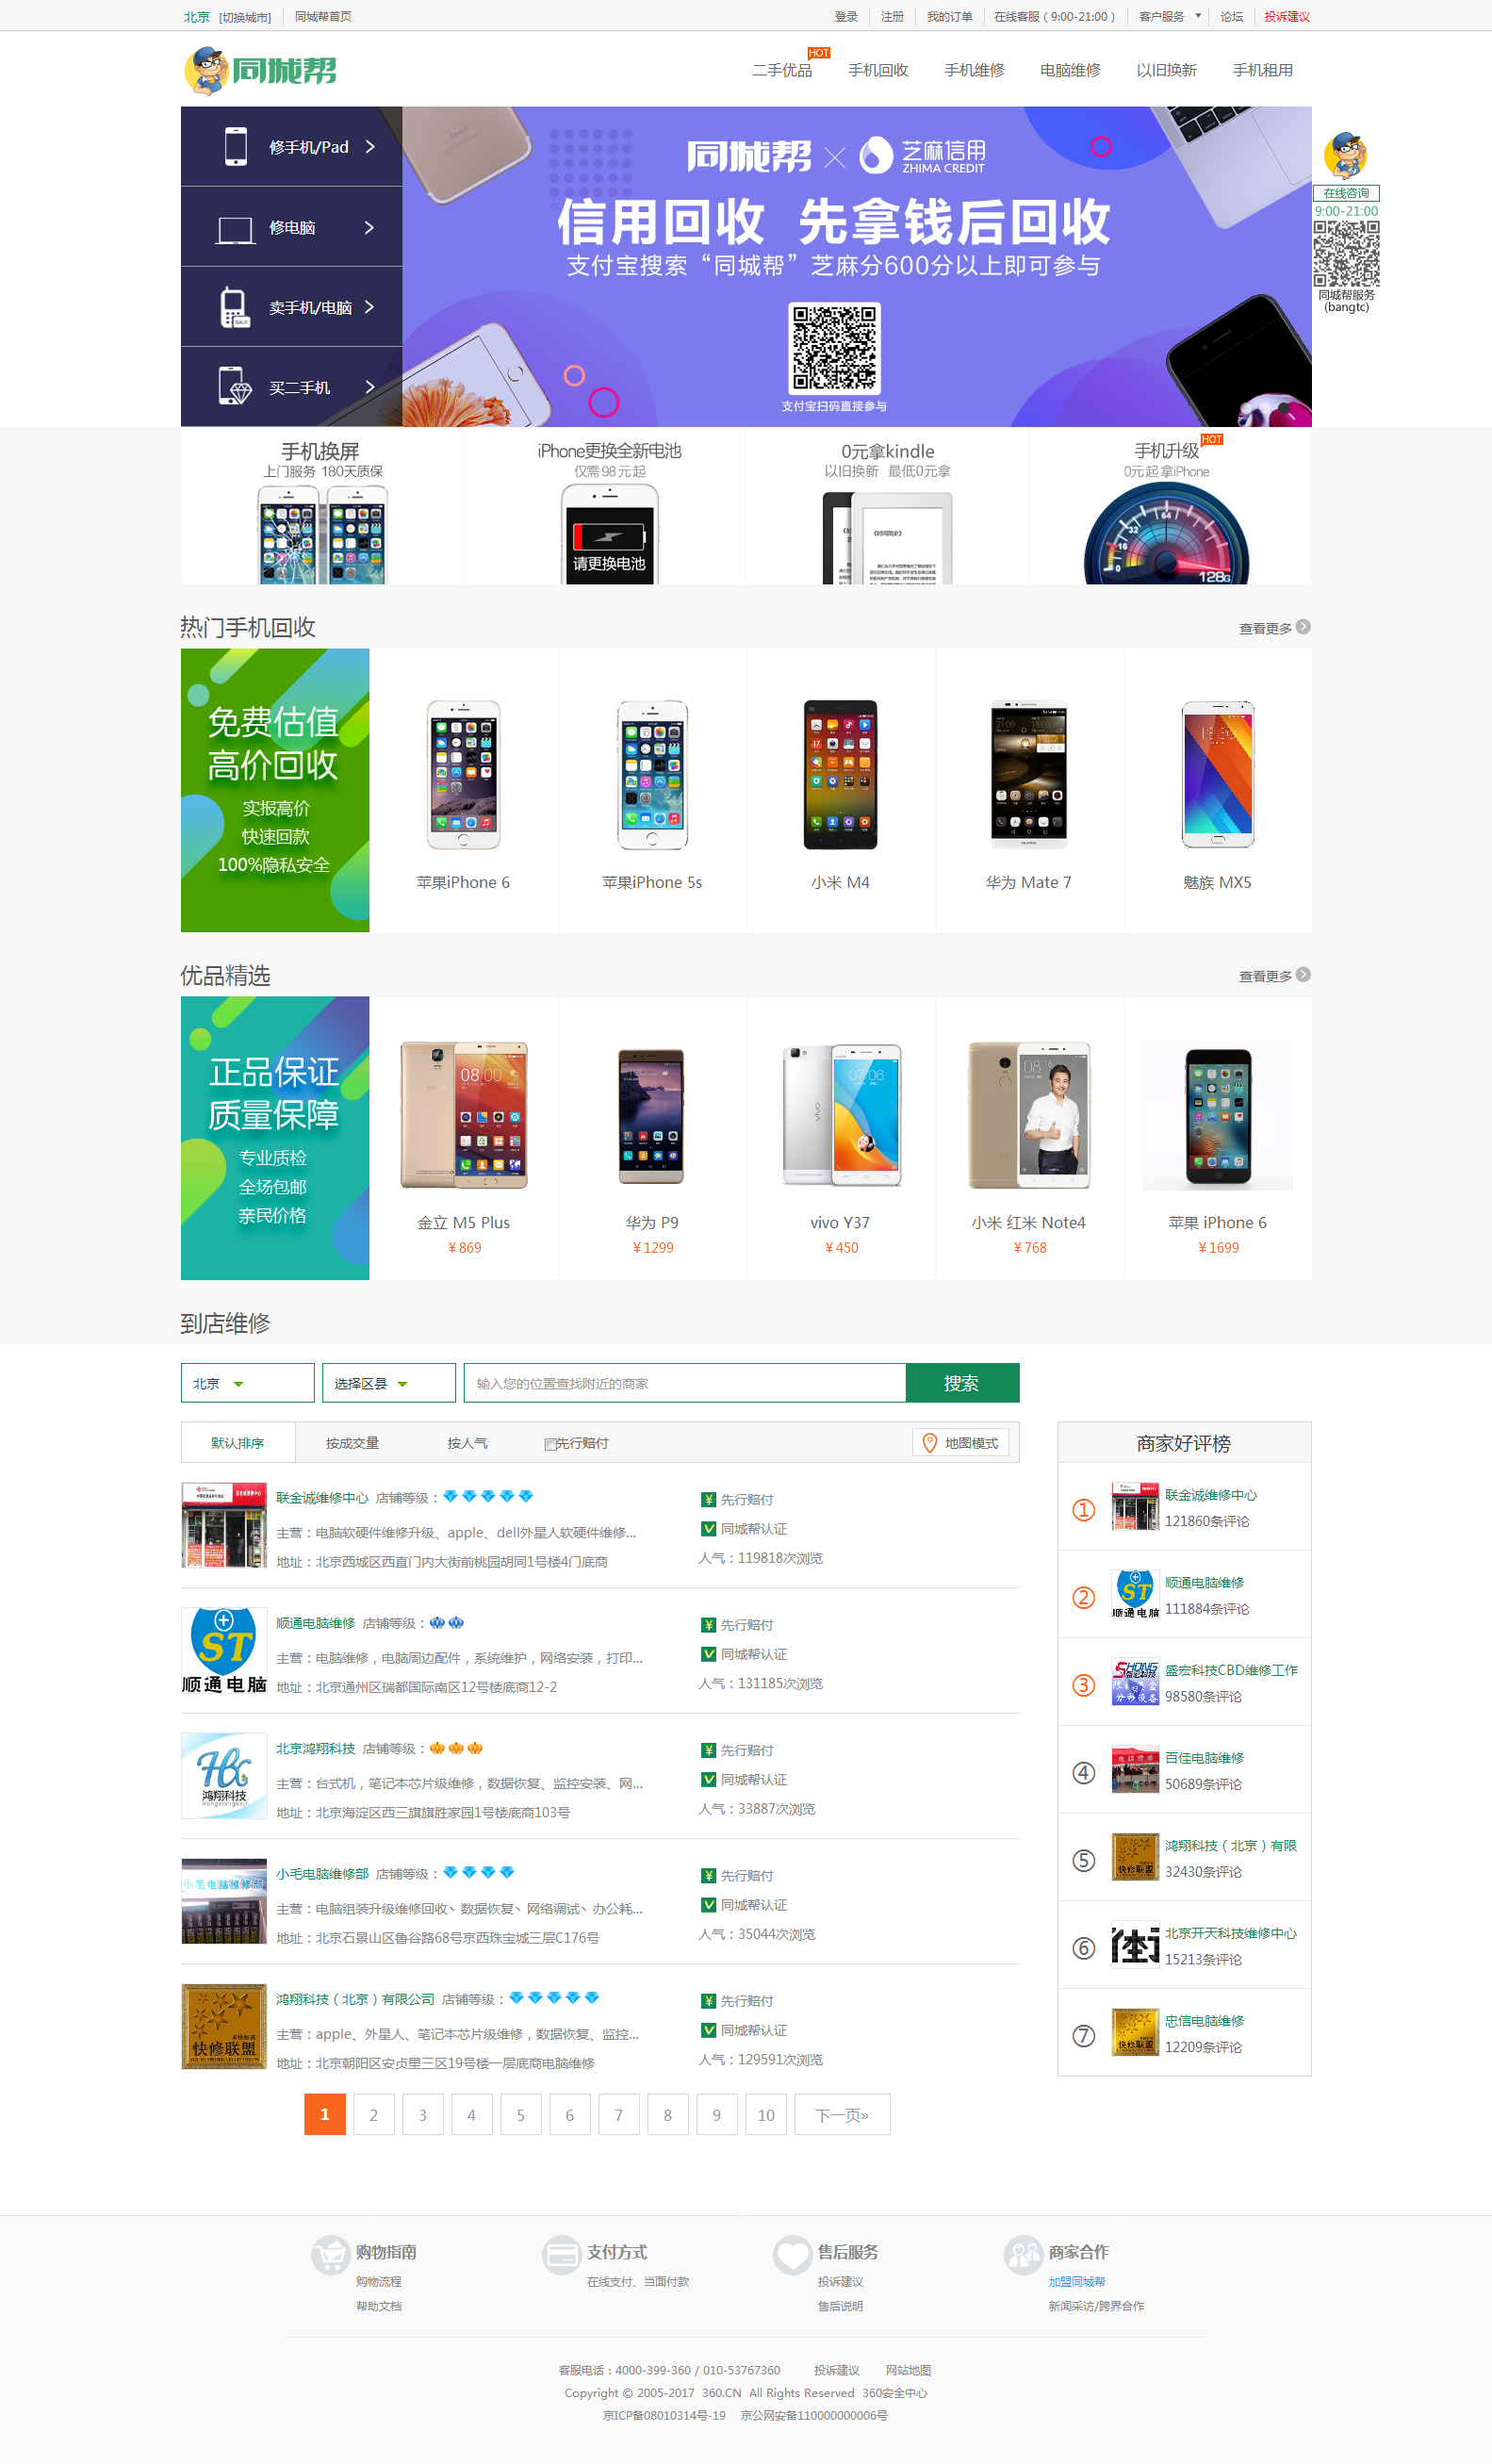 北京 [切换城市] 同城帮首页 登录 注册 我的订单 在线客服（9:00-21:00） 客户服务 论坛 投诉建议
同城帮 二手优品 HOT 手机回收 手机维修 电脑维修 以旧换新 手机租用
修手机/Pad
修电脑
卖手机/电脑
买二手机
同城帮 × 芝麻信用
ZHIMA CREDIT
信用回收 先拿钱后回收
支付宝搜索“同城帮”芝麻分600分以上即可参与
支付宝扫码直接参与
在线咨询
9:00-21:00
同城帮服务
(bangtc)
手机换屏
上门服务 180天质保
iPhone更换全新电池
仅需98元起
请更换电池
0元拿kindle
以旧换新 最低0元拿
手机升级 HOT
0元起拿iPhone
0 16 32 64 128G
热门手机回收 查看更多
免费估值
高价回收
实报高价
快速回款
100%隐私安全
苹果iPhone 6
苹果iPhone 5s
小米 M4
华为 Mate 7
魅族 MX5
优品精选 查看更多
正品保证
质量保障
专业质检
全场包邮
亲民价格
金立 M5 Plus
￥869
华为 P9
￥1299
vivo Y37
￥450
小米 红米 Note4
￥768
苹果 iPhone 6
￥1699
到店维修
北京 选择区县 输入您的位置查找附近的商家 搜索
默认排序 按成交量 按人气 先行赔付 地图模式
联金诚维修中心 店铺等级：
主营：电脑软硬件维修升级、apple、dell外星人软硬件维修...
地址：北京西城区西直门内大街前桃园胡同1号楼4门底商
先行赔付
同城帮认证
人气：119818次浏览
顺通电脑维修 店铺等级：
主营：电脑维修，电脑周边配件，系统维护，网络安装，打印...
地址：北京通州区瑞都国际南区12号楼底商12-2
先行赔付
同城帮认证
人气：131185次浏览
ST
顺通电脑
北京鸿翔科技 店铺等级：
主营：台式机，笔记本芯片级维修，数据恢复、监控安装、网...
地址：北京海淀区西三旗旗胜家园1号楼底商103号
先行赔付
同城帮认证
人气：33887次浏览
鸿翔科技
小毛电脑维修部 店铺等级：
主营：电脑组装升级维修回收、数据恢复、网络调试、办公耗...
地址：北京石景山区鲁谷路68号京西珠宝城三层C176号
先行赔付
同城帮认证
人气：35044次浏览
小毛电脑维修部
鸿翔科技（北京）有限公司 店铺等级：
主营：apple、外星人、笔记本芯片级维修，数据恢复、监控...
地址：北京朝阳区安贞里三区19号楼一层底商电脑维修
先行赔付
同城帮认证
人气：129591次浏览
快修联盟
1 2 3 4 5 6 7 8 9 10 下一页»
商家好评榜
① 联金诚维修中心
121860条评论
② 顺通电脑维修
111884条评论
③ 盛宏科技CBD维修工作
98580条评论
④ 百佳电脑维修
50689条评论
⑤ 鸿翔科技（北京）有限
32430条评论
⑥ 北京开天科技维修中心
15213条评论
⑦ 忠信电脑维修
12209条评论
购物指南
购物流程
帮助文档
支付方式
在线支付、当面付款
售后服务
投诉建议
售后说明
商家合作
加盟同城帮
新闻采访/跨界合作
客服电话：4000-399-360 / 010-53767360 投诉建议 网站地图
Copyright © 2005-2017 360.CN All Rights Reserved 360安全中心
京ICP备08010314号-19 京公网安备110000000006号